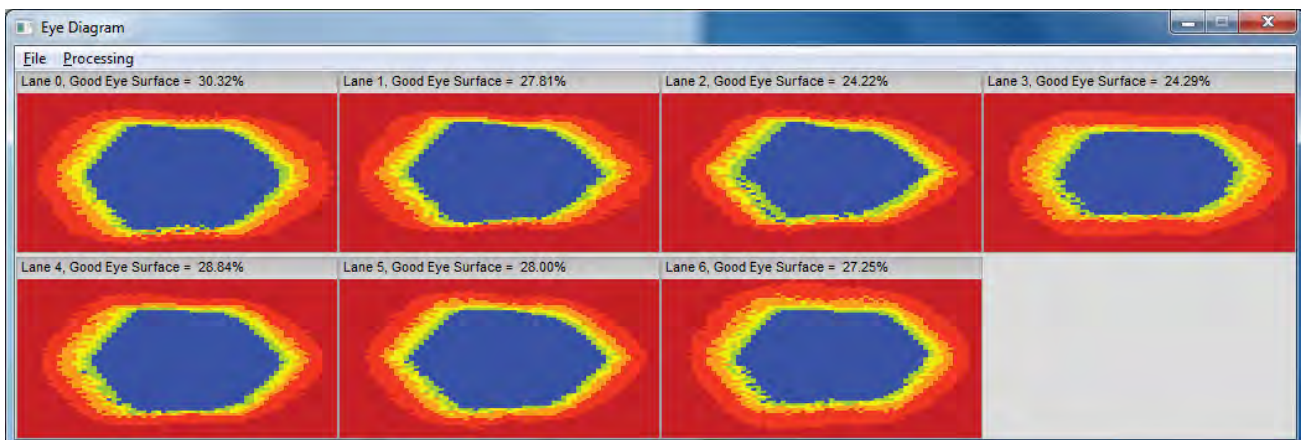 Eye Diagram
File Processing
Lane 0, Good Eye Surface = 30.32%
Lane 1, Good Eye Surface = 27.81%
Lane 2, Good Eye Surface = 24.22%
Lane 3, Good Eye Surface = 24.29%
Lane 4, Good Eye Surface = 28.84%
Lane 5, Good Eye Surface = 28.00%
Lane 6, Good Eye Surface = 27.25%